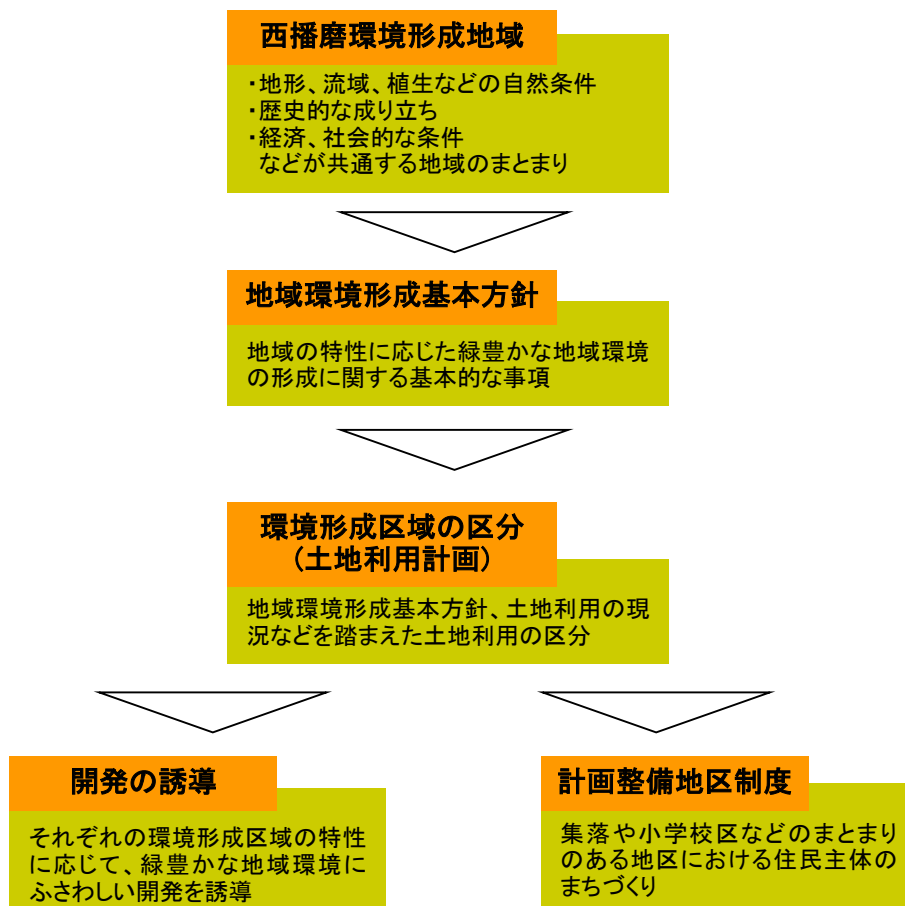 西播磨環境形成地域
・地形、流域、植生などの自然条件
・歴史的な成り立ち
・経済、社会的な条件
などが共通する地域のまとまり
地域環境形成基本方針
地域の特性に応じた緑豊かな地域環境
の形成に関する基本的な事項
環境形成区域の区分
(土地利用計画)
地域環境形成基本方針、土地利用の現
況などを踏まえた土地利用の区分
開発の誘導
それぞれの環境形成区域の特性
に応じて、緑豊かな地域環境に
ふさわしい開発を誘導
計画整備地区制度
集落や小学校区などのまとまり
のある地区における住民主体の
まちづくり